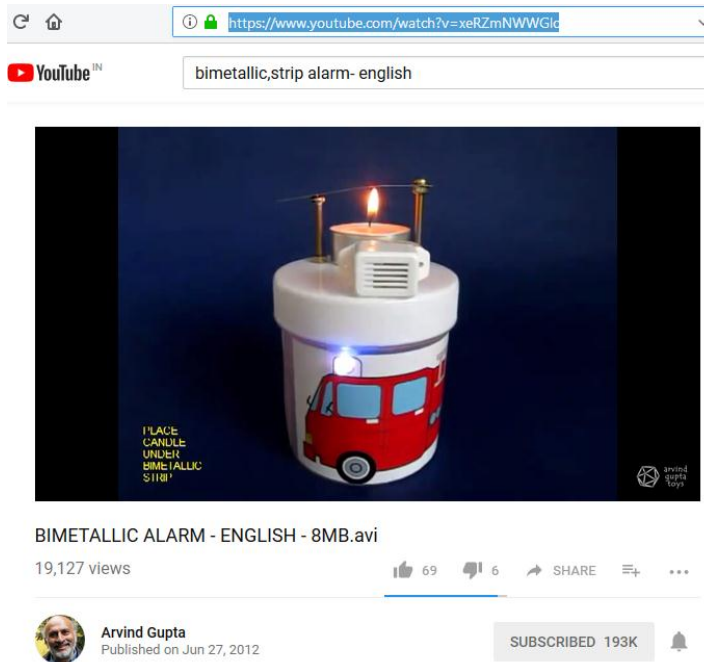 https://www.youtube.com/watch?v=xeRZmNWWGlc
YouTube IN
bimetallic,strip alarm- english
PLACE
CANDLE
UNDER
BIMETALLIC
STRIP
arvind
gupta
toys
BIMETALLIC ALARM - ENGLISH - 8MB.avi
19,127 views
69
6
SHARE
Arvind Gupta
Published on Jun 27, 2012
SUBSCRIBED 193K